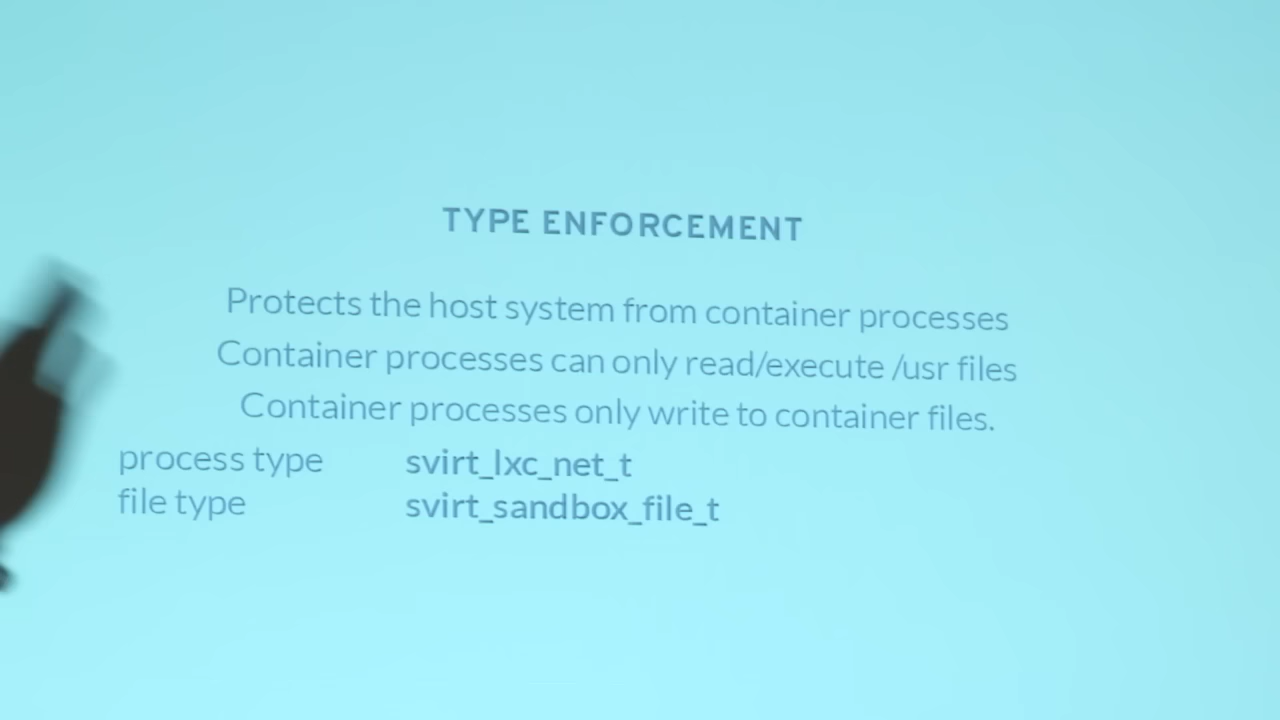 TYPE ENFORCEMENT
Protects the host system from container processes
Container processes can only read/execute /usr files
Container processes only write to container files.
process type svirt_lxc_net_t
file type svirt_sandbox_file_t